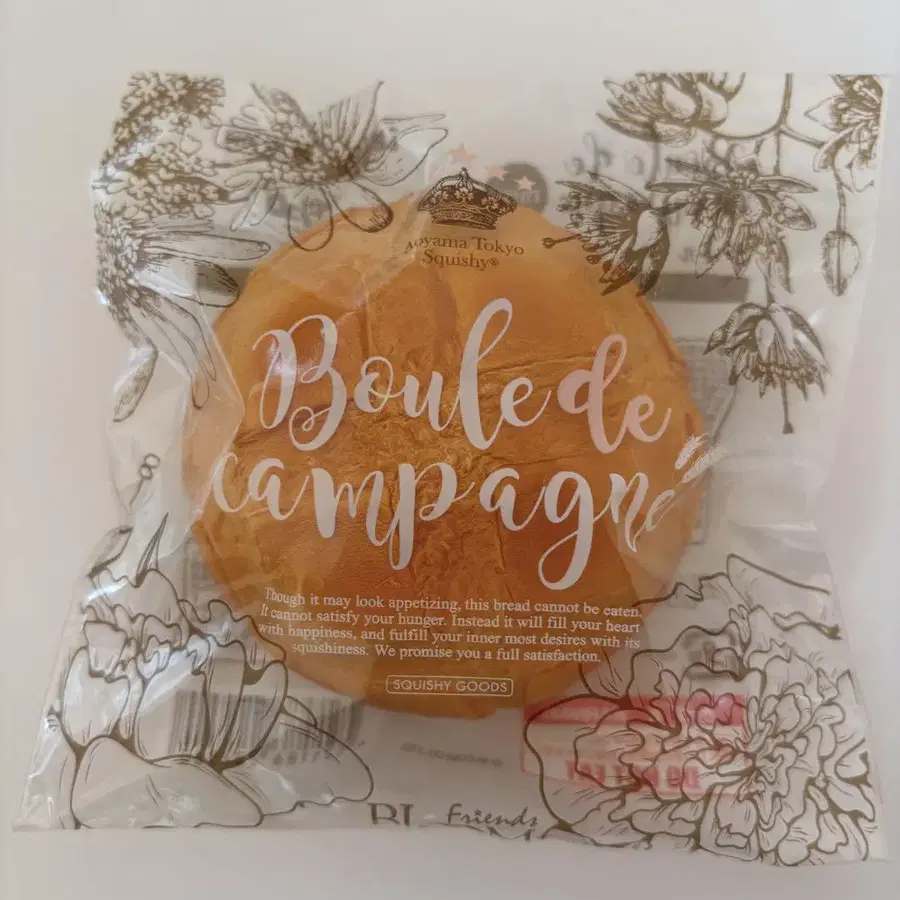 Aoyama Tokyo
Squishy®
Boule de
campagne
Though it may look appetizing, this bread cannot be eaten.
It cannot satisfy your hunger. Instead it will fill your heart
with happiness, and fulfill your inner most desires with its
squishiness. We promise you a full satisfaction.
SQUISHY GOODS
Friends